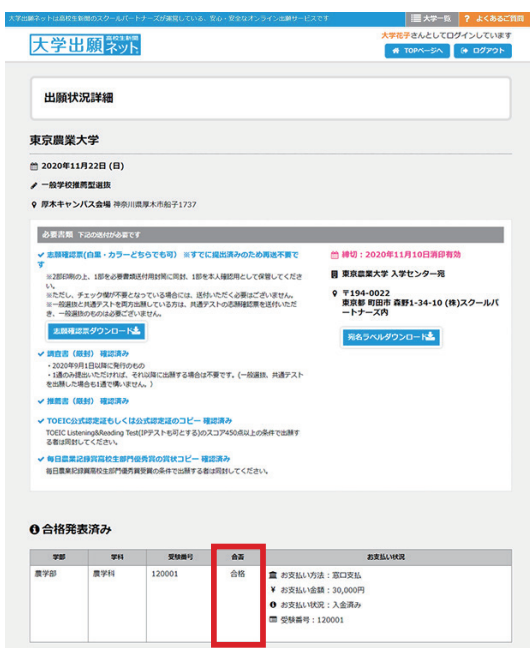 大学出願ネットは高校生新聞のスクールパートナーズが運営している、安心・安全なオンライン出願サービスです
大学一覧
? よくあるご質問
大学出願ネット
高校生新聞
大学花子さんとしてログインしています
TOPページへ
ログアウト
出願状況詳細
東京農業大学
2020年11月22日 (日)
一般学校推薦型選抜
厚木キャンパス会場 神奈川県厚木市船子1737
必要書類 下記の送付が必要です
志願確認票(白黒・カラーどちらでも可) ※すでに提出済みのため再送不要です
※2部印刷の上、1部を必要書類送付用封筒に同封、1部を本人確認用として保管してください。
※ただし、チェック欄が不要となっている場合には、送付いただく必要はございません。
※一般選抜と共通テストを両方出願している方は、共通テストの志願確認票を送付いただき、一般選抜のものは必要ございません。
志願確認票ダウンロード
調査書（厳封） 確認済み
・2020年9月1日以降に発行のもの
・1通のみ提出いただければ、それ以降に出願する場合は不要です。(一般選抜、共通テストを出願した場合も1通で構いません。)
推薦書（厳封） 確認済み
TOEIC公式認定証もしくは公式認定証のコピー 確認済み
TOEIC Listening&Reading Test(IPテストも可とする)のスコア450点以上の条件で出願する者は同封してください。
毎日農業記録賞高校生部門優秀賞の賞状コピー 確認済み
毎日農業記録賞高校生部門優秀賞受賞の条件で出願する者は同封してください。
締切：2020年11月10日消印有効
東京農業大学 入学センター宛
〒194-0022
東京都 町田市 森野1-34-10 (株)スクールパートナーズ内
宛名ラベルダウンロード
合格発表済み
学部 学科 受験番号 合否 お支払い状況
農学部 農学科 120001 合格 お支払い方法：窓口支払
¥ お支払い金額：30,000円
お支払い状況：入金済み
受験番号：120001